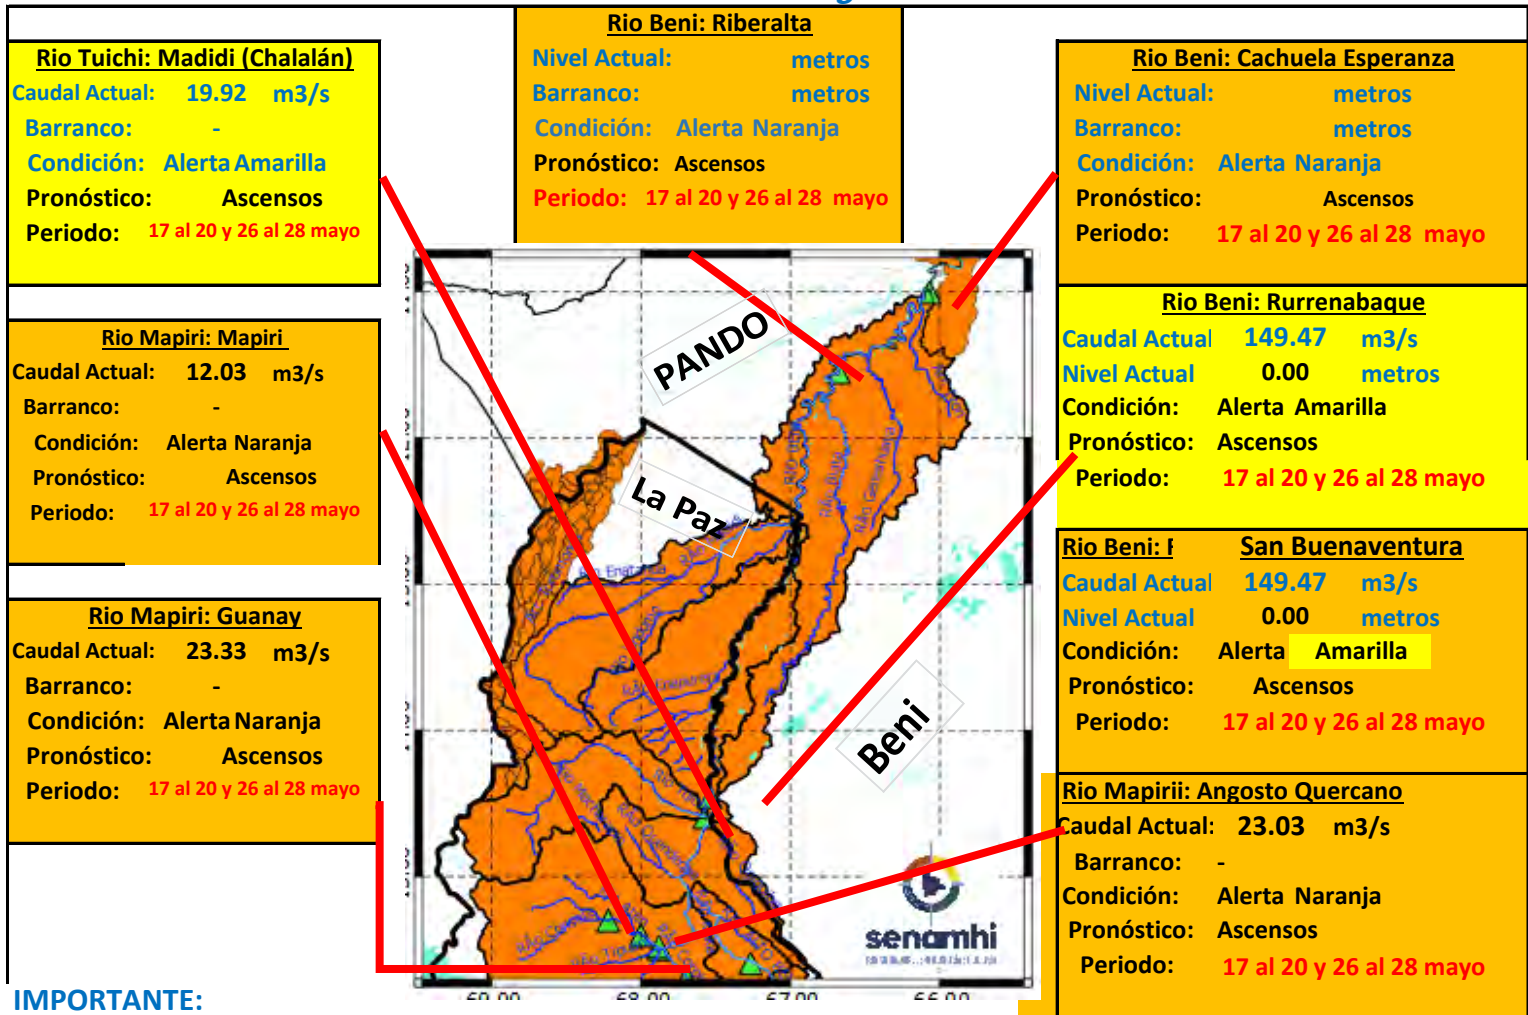 Rio Tuichi: Madidi (Chalalán)
Caudal Actual: 19.92 m3/s
Barranco: -
Condición: Alerta Amarilla
Pronóstico: Ascensos
Periodo: 17 al 20 y 26 al 28 mayo
Rio Mapiri: Mapiri
Caudal Actual: 12.03 m3/s
Barranco: -
Condición: Alerta Naranja
Pronóstico: Ascensos
Periodo: 17 al 20 y 26 al 28 mayo
Rio Mapiri: Guanay
Caudal Actual: 23.33 m3/s
Barranco: -
Condición: Alerta Naranja
Pronóstico: Ascensos
Periodo: 17 al 20 y 26 al 28 mayo
Rio Beni: Riberalta
Nivel Actual: metros
Barranco: metros
Condición: Alerta Naranja
Pronóstico: Ascensos
Periodo: 17 al 20 y 26 al 28 mayo
PANDO
La Paz
Beni
senamhi
69.00 68.00 67.00 66.00
Rio Beni: Cachuela Esperanza
Nivel Actual: metros
Barranco: metros
Condición: Alerta Naranja
Pronóstico: Ascensos
Periodo: 17 al 20 y 26 al 28 mayo
Rio Beni: Rurrenabaque
Caudal Actual 149.47 m3/s
Nivel Actual 0.00 metros
Condición: Alerta Amarilla
Pronóstico: Ascensos
Periodo: 17 al 20 y 26 al 28 mayo
Rio Beni: San Buenaventura
Caudal Actual 149.47 m3/s
Nivel Actual 0.00 metros
Condición: Alerta Amarilla
Pronóstico: Ascensos
Periodo: 17 al 20 y 26 al 28 mayo
Rio Mapirii: Angosto Quercano
Caudal Actual: 23.03 m3/s
Barranco: -
Condición: Alerta Naranja
Pronóstico: Ascensos
Periodo: 17 al 20 y 26 al 28 mayo
IMPORTANTE: